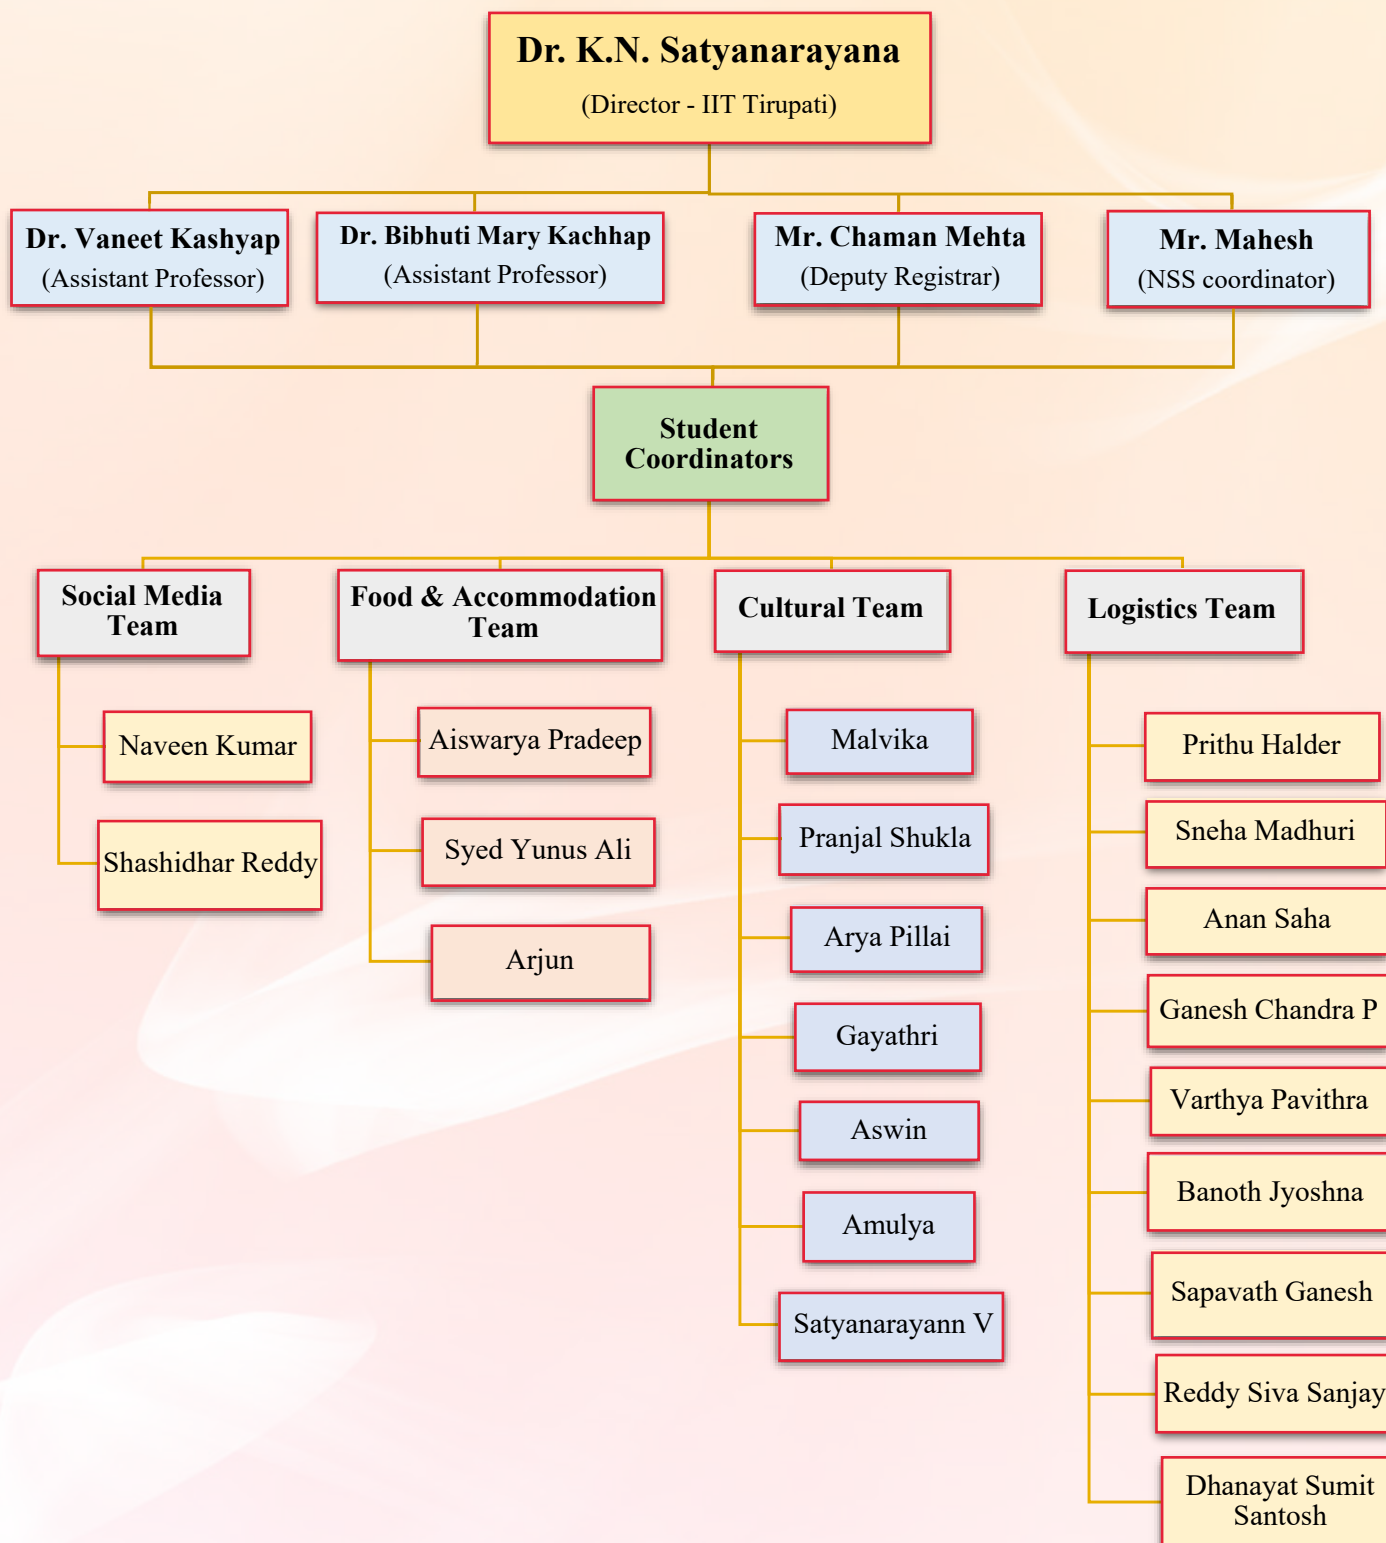 Dr. K.N. Satyanarayana
(Director - IIT Tirupati)
Dr. Vaneet Kashyap
(Assistant Professor)
Dr. Bibhuti Mary Kachhap
(Assistant Professor)
Mr. Chaman Mehta
(Deputy Registrar)
Mr. Mahesh
(NSS coordinator)
Student
Coordinators
Social Media
Team
Naveen Kumar
Shashidhar Reddy
Food & Accommodation
Team
Aiswarya Pradeep
Syed Yunus Ali
Arjun
Cultural Team
Malvika
Pranjal Shukla
Arya Pillai
Gayathri
Aswin
Amulya
Satyanarayann V
Logistics Team
Prithu Halder
Sneha Madhuri
Anan Saha
Ganesh Chandra P
Varthya Pavithra
Banoth Jyoshna
Sapavath Ganesh
Reddy Siva Sanjay
Dhanayat Sumit
Santosh